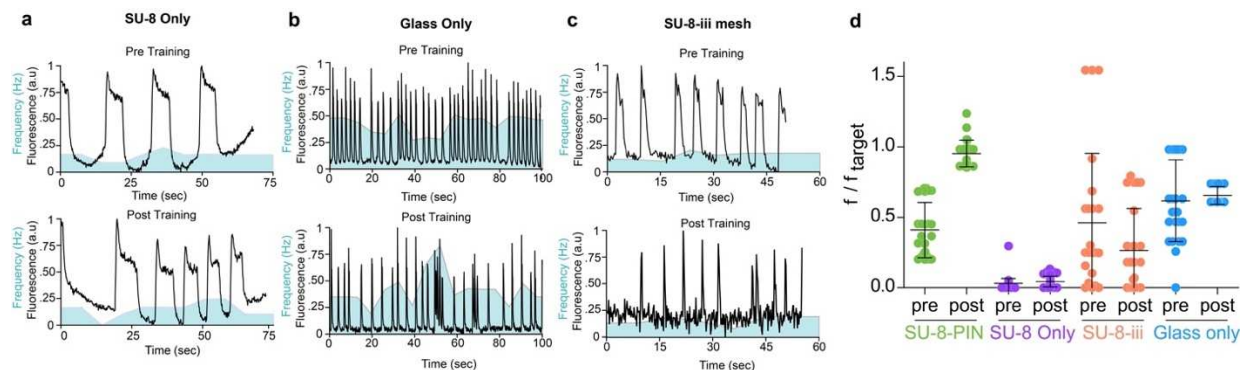 a
SU-8 Only
Pre Training
Frequency (Hz)
Fluorescence (a.u)
1
.75
.50
.25
0
0 25 50 75
Time (sec)
Post Training
Frequency (Hz)
Fluorescence (a.u)
1
.75
.50
.25
0
0 25 50 75
Time (sec)
b
Glass Only
Pre Training
Frequency (Hz)
Fluorescence (a.u)
1
.75
.50
.25
0
0 20 40 60 80 100
Time (sec)
Post Training
Frequency (Hz)
Fluorescence (a.u)
1
.75
.50
.25
0
0 20 40 60 80 100
Time (sec)
c
SU-8-iii mesh
Pre Training
Frequency (Hz)
Fluorescence (a.u)
1
.75
.50
.25
0
0 15 30 45 60
Time (sec)
Post Training
Frequency (Hz)
Fluorescence (a.u)
1
.75
.50
.25
0
0 15 30 45 60
Time (sec)
d
f / f target
1.5
1.0
0.5
0.0
pre post pre post pre post pre post
SU-8-PIN SU-8 Only SU-8-iii Glass only